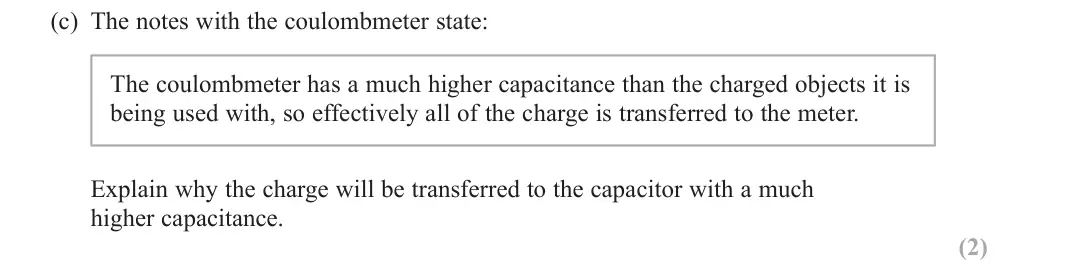 (c) The notes with the coulombmeter state:
The coulombmeter has a much higher capacitance than the charged objects it is
being used with, so effectively all of the charge is transferred to the meter.
Explain why the charge will be transferred to the capacitor with a much
higher capacitance.
(2)